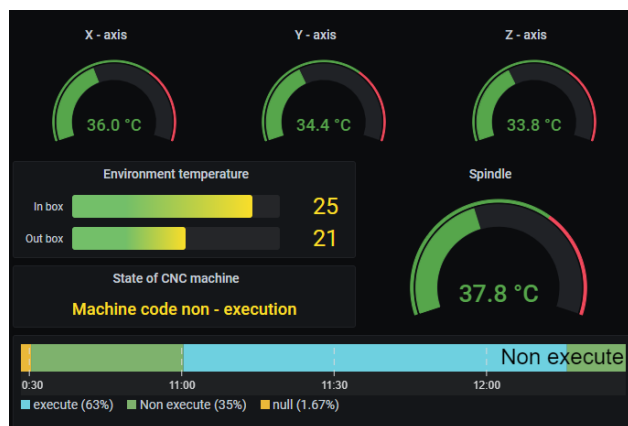 X - axis
Y - axis
Z - axis
36.0 °C
34.4 °C
33.8 °C
Environment temperature
In box
25
Out box
21
Spindle
37.8 °C
State of CNC machine
Machine code non - execution
Non execute
0:30
11:00
11:30
12:00
execute (63%)
Non execute (35%)
null (1.67%)